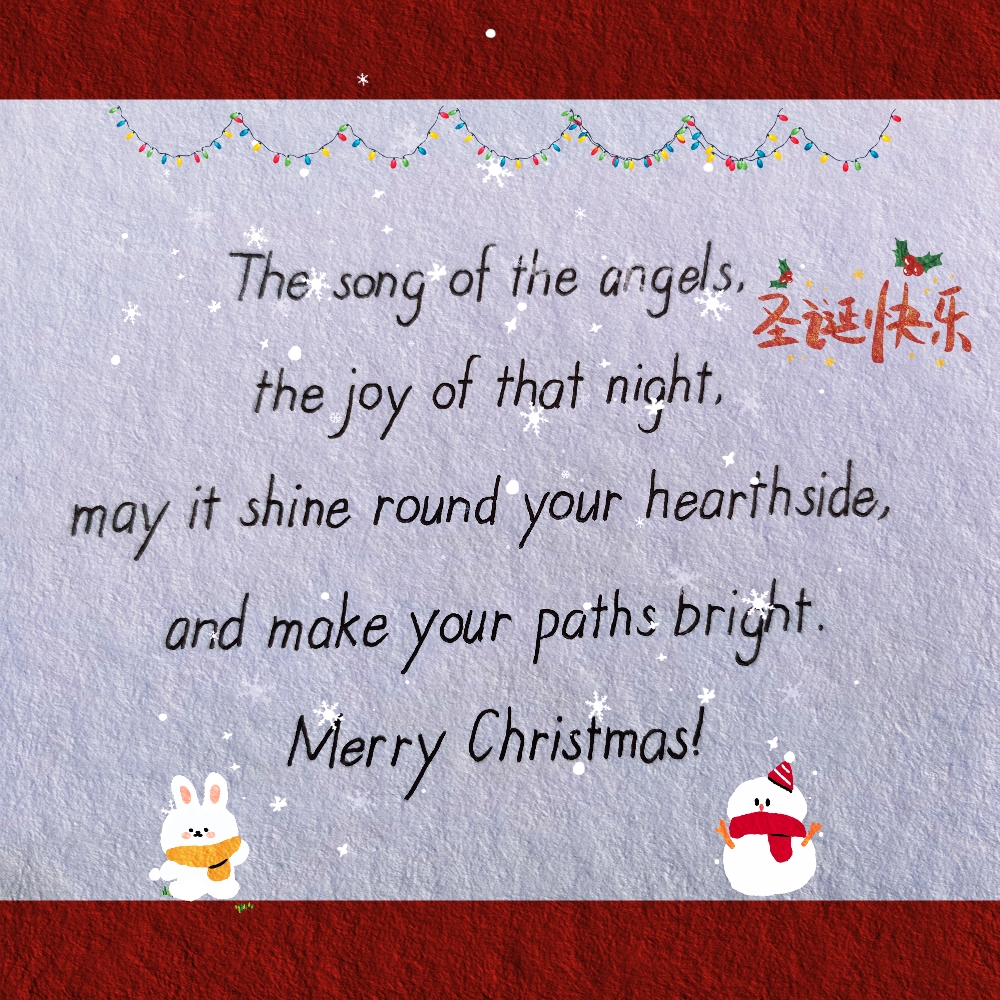 The song of the angels,
圣诞快乐
the joy of that night,
may it shine round your hearthside,
and make your paths bright.
Merry Christmas!